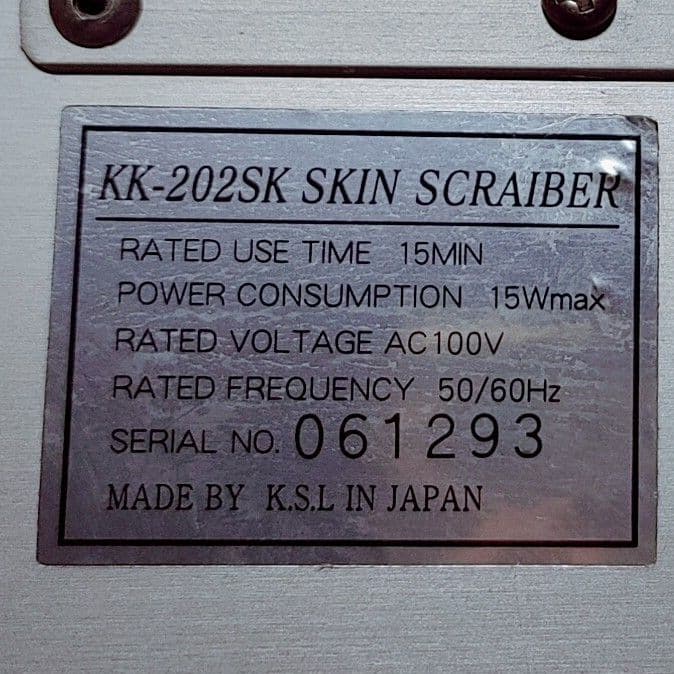 KK-202SK SKIN SCRAIBER
RATED USE TIME 15MIN
POWER CONSUMPTION 15Wmax
RATED VOLTAGE AC100V
RATED FREQUENCY 50/60Hz
SERIAL NO. 061293
MADE BY K.S.L IN JAPAN